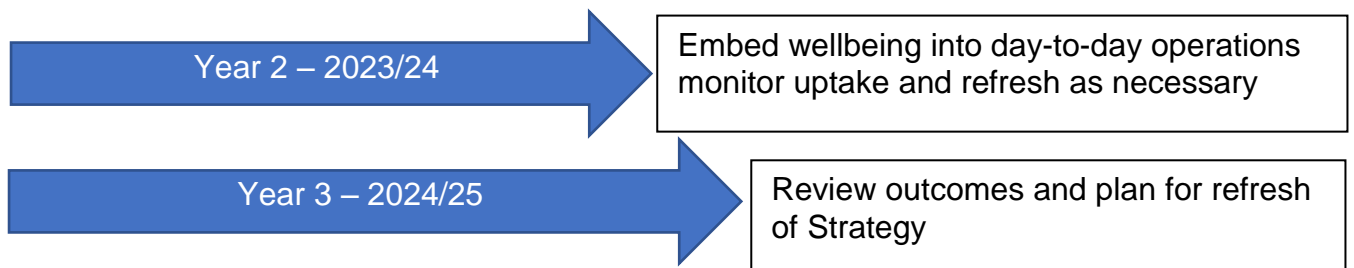 Year 2 – 2023/24
Embed wellbeing into day-to-day operations
monitor uptake and refresh as necessary
Year 3 – 2024/25
Review outcomes and plan for refresh
of Strategy